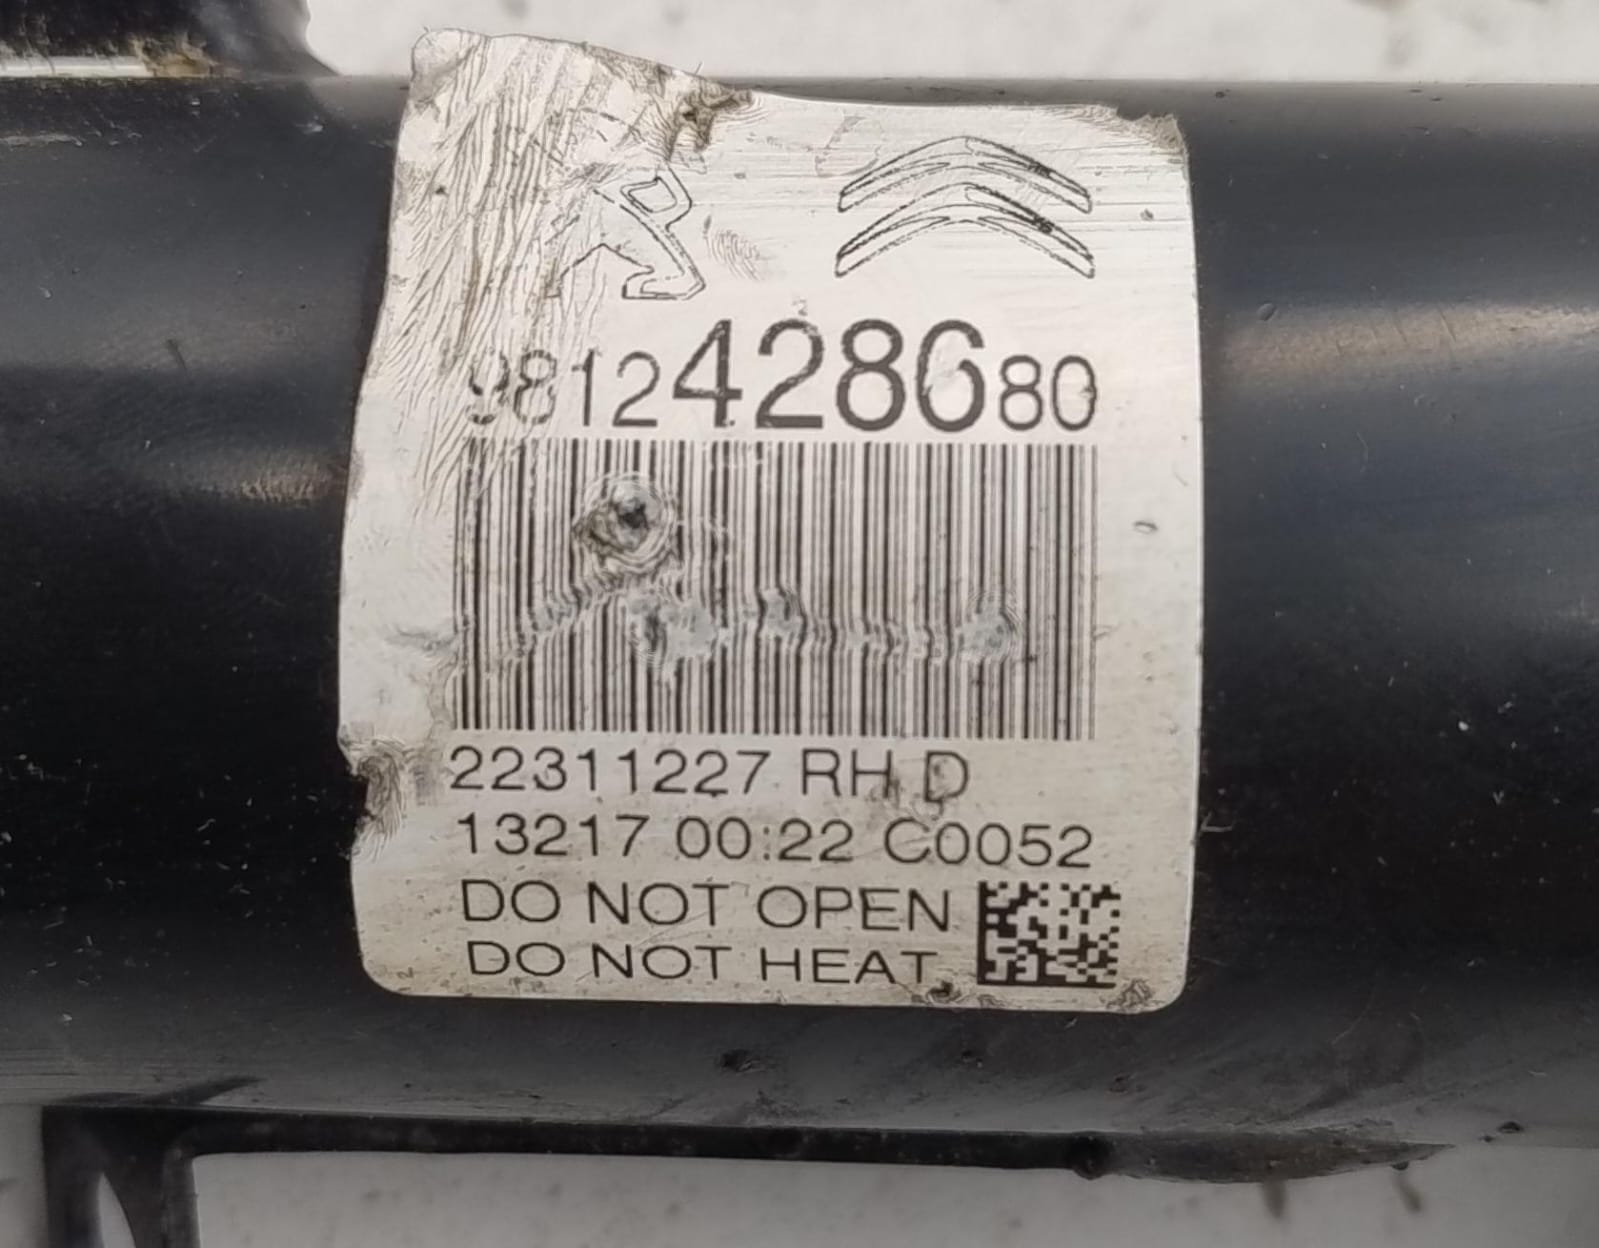 9812428680
22311227 RH D
13217 00:22 C0052
DO NOT OPEN
DO NOT HEAT